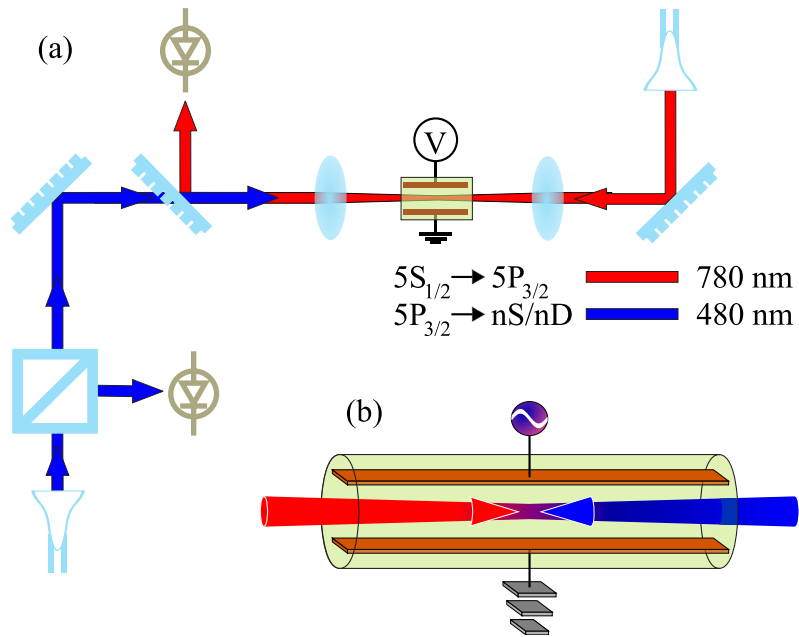 (a)
V
5S1/2 → 5P3/2 780 nm
5P3/2 → nS/nD 480 nm
(b)